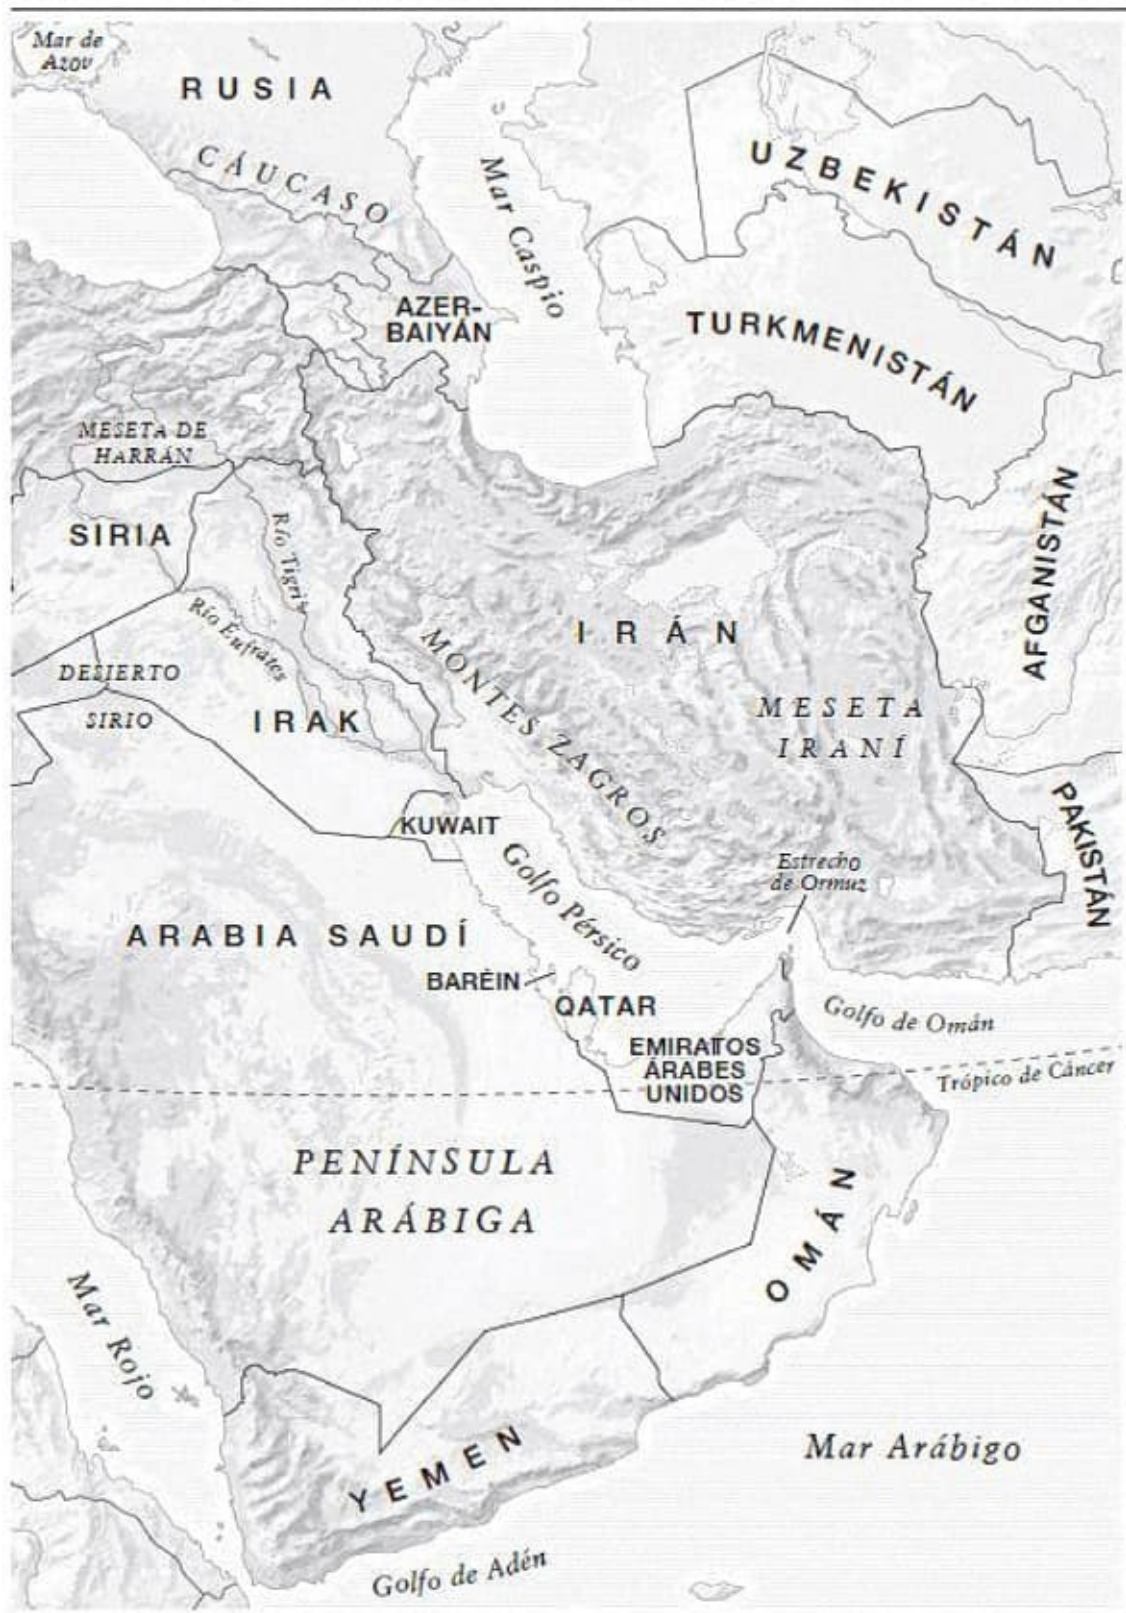 Mar de
Azov
RUSIA
CÁUCASO
Mar Caspio
UZBEKISTÁN
AZER-
BAIYÁN
TURKMENISTÁN
MESETA DE
HARRÁN
SIRIA
Río Tigris
AFGANISTÁN
Río Eufrates
IRÁN
MONTES ZAGROS
DESIERTO
SIRIO
IRAK
MESETA
IRANÍ
PAKISTÁN
KUWAIT
Golfo Pérsico
Estrecho
de Ormuz
ARABIA SAUDÍ
BARÉIN
QATAR
Golfo de Omán
EMIRATOS
ÁRABES
UNIDOS
Trópico de Cáncer
PENÍNSULA
ARÁBIGA
OMÁN
Mar Rojo
YEMEN
Mar Arábigo
Golfo de Adén